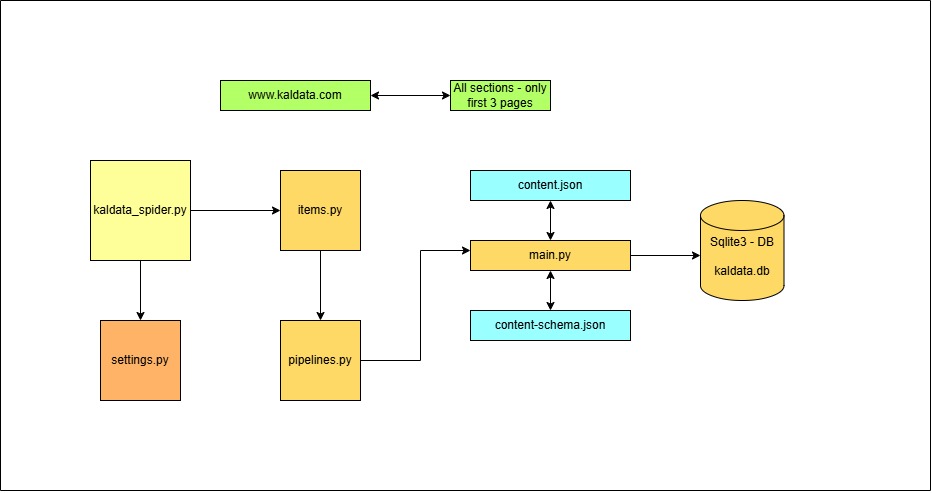 www.kaldata.com
All sections - only
first 3 pages
kaldata_spider.py
items.py
content.json
main.py
content-schema.json
Sqlite3 - DB
kaldata.db
settings.py
pipelines.py